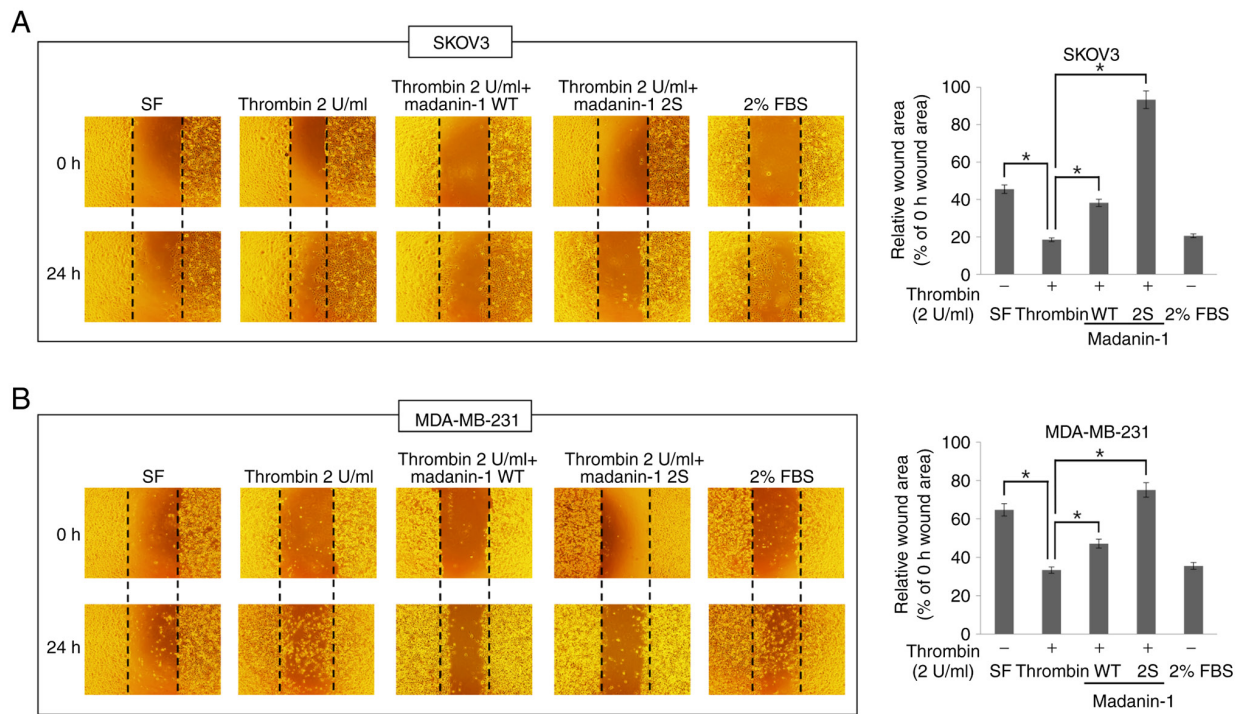 A
SKOV3
SF
Thrombin 2 U/ml
Thrombin 2 U/ml+
madanin-1 WT
Thrombin 2 U/ml+
madanin-1 2S
2% FBS
0 h
24 h
SKOV3
Relative wound area
(% of 0 h wound area)
100
80
60
40
20
0
*
*
*
Thrombin
(2 U/ml)
− + + + −
SF Thrombin WT 2S 2% FBS
Madanin-1
B
MDA-MB-231
SF
Thrombin 2 U/ml
Thrombin 2 U/ml+
madanin-1 WT
Thrombin 2 U/ml+
madanin-1 2S
2% FBS
0 h
24 h
MDA-MB-231
Relative wound area
(% of 0 h wound area)
100
80
60
40
20
0
*
*
*
Thrombin
(2 U/ml)
− + + + −
SF Thrombin WT 2S 2% FBS
Madanin-1